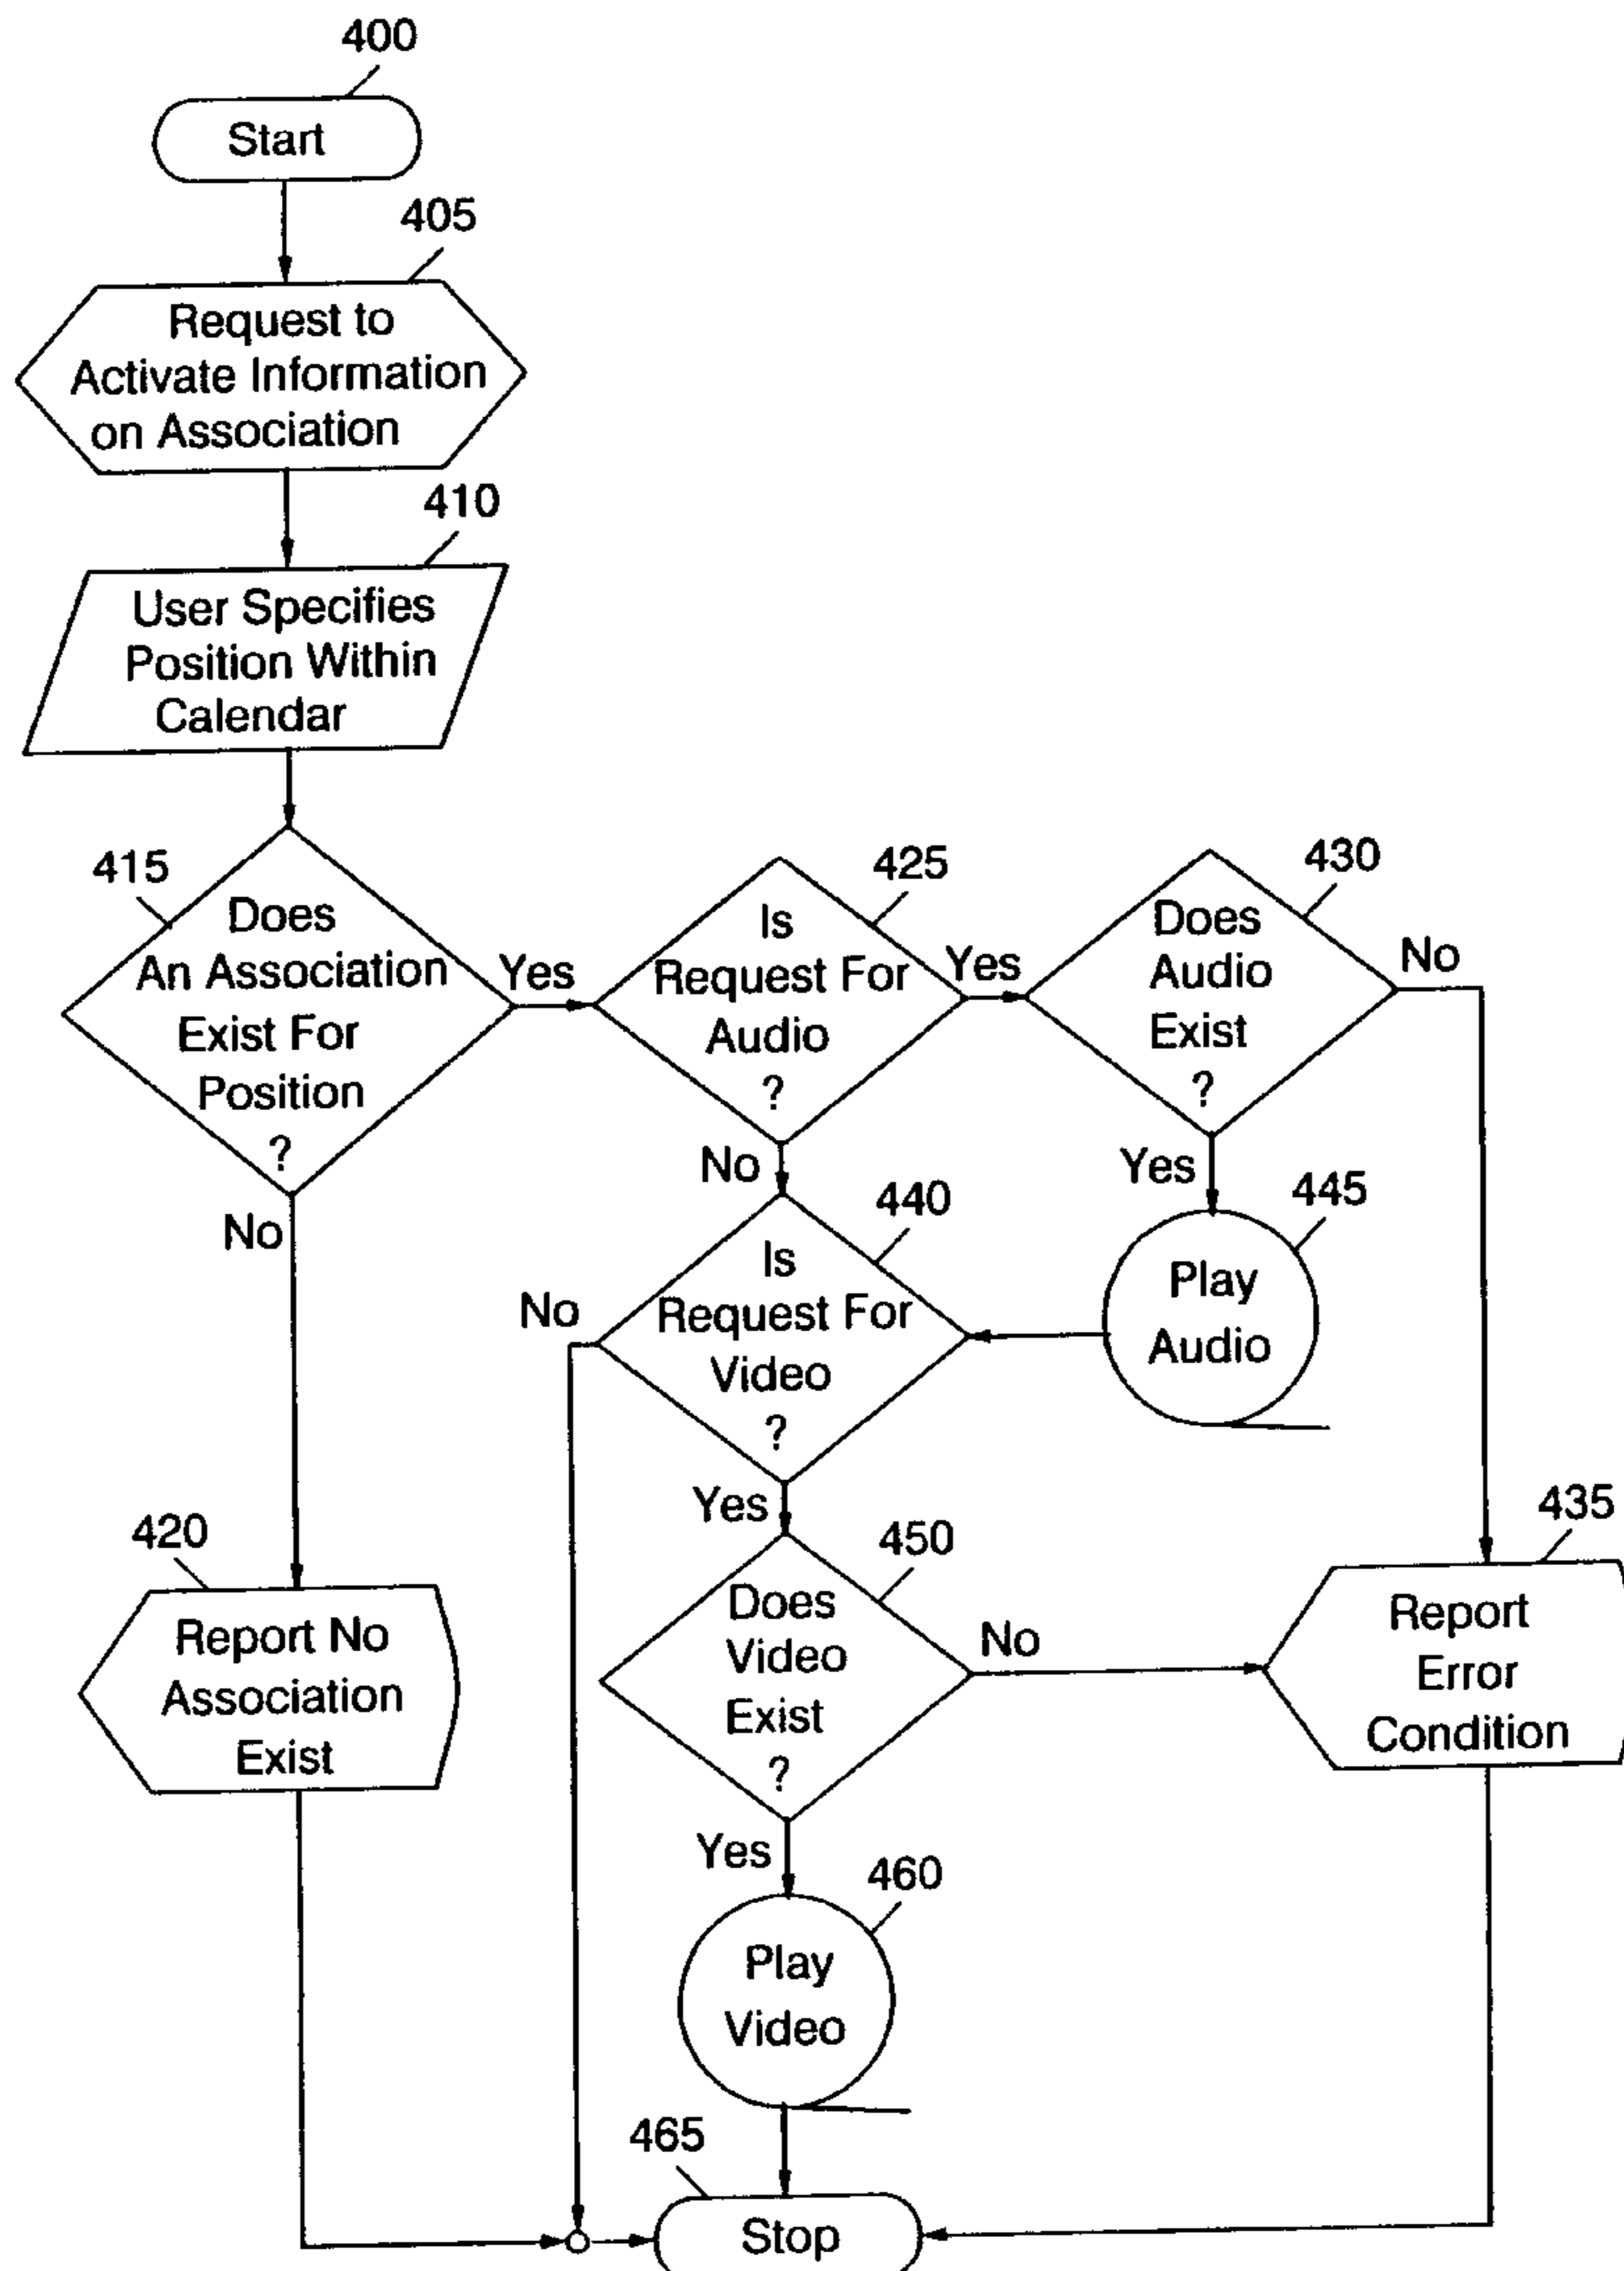 400
Start
405
Request to
Activate Information
on Association
410
User Specifies
Position Within
Calendar
415
Does
An Association
Exist For
Position
?
Yes
No
425
Is
Request For
Audio
?
Yes
No
430
Does
Audio
Exist
?
No
Yes
440
Is
Request For
Video
?
No
Yes
445
Play
Audio
420
Report No
Association
Exist
450
Does
Video
Exist
?
No
Yes
435
Report
Error
Condition
460
Play
Video
465
Stop